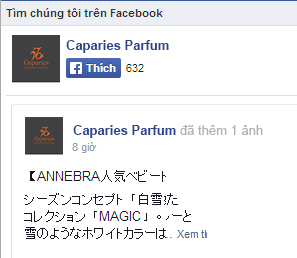 Tìm chúng tôi trên Facebook
Caparies
Caparies Parfum
Thích 632
Caparies
Caparies Parfum đã thêm 1 ảnh
8 giờ
【ANNEBRA人気ベビート
シーズンコンセプト「白雪!た
コレクション「MAGIC」。ノーと
雪のようなホワイトカラーは.. Xem tì